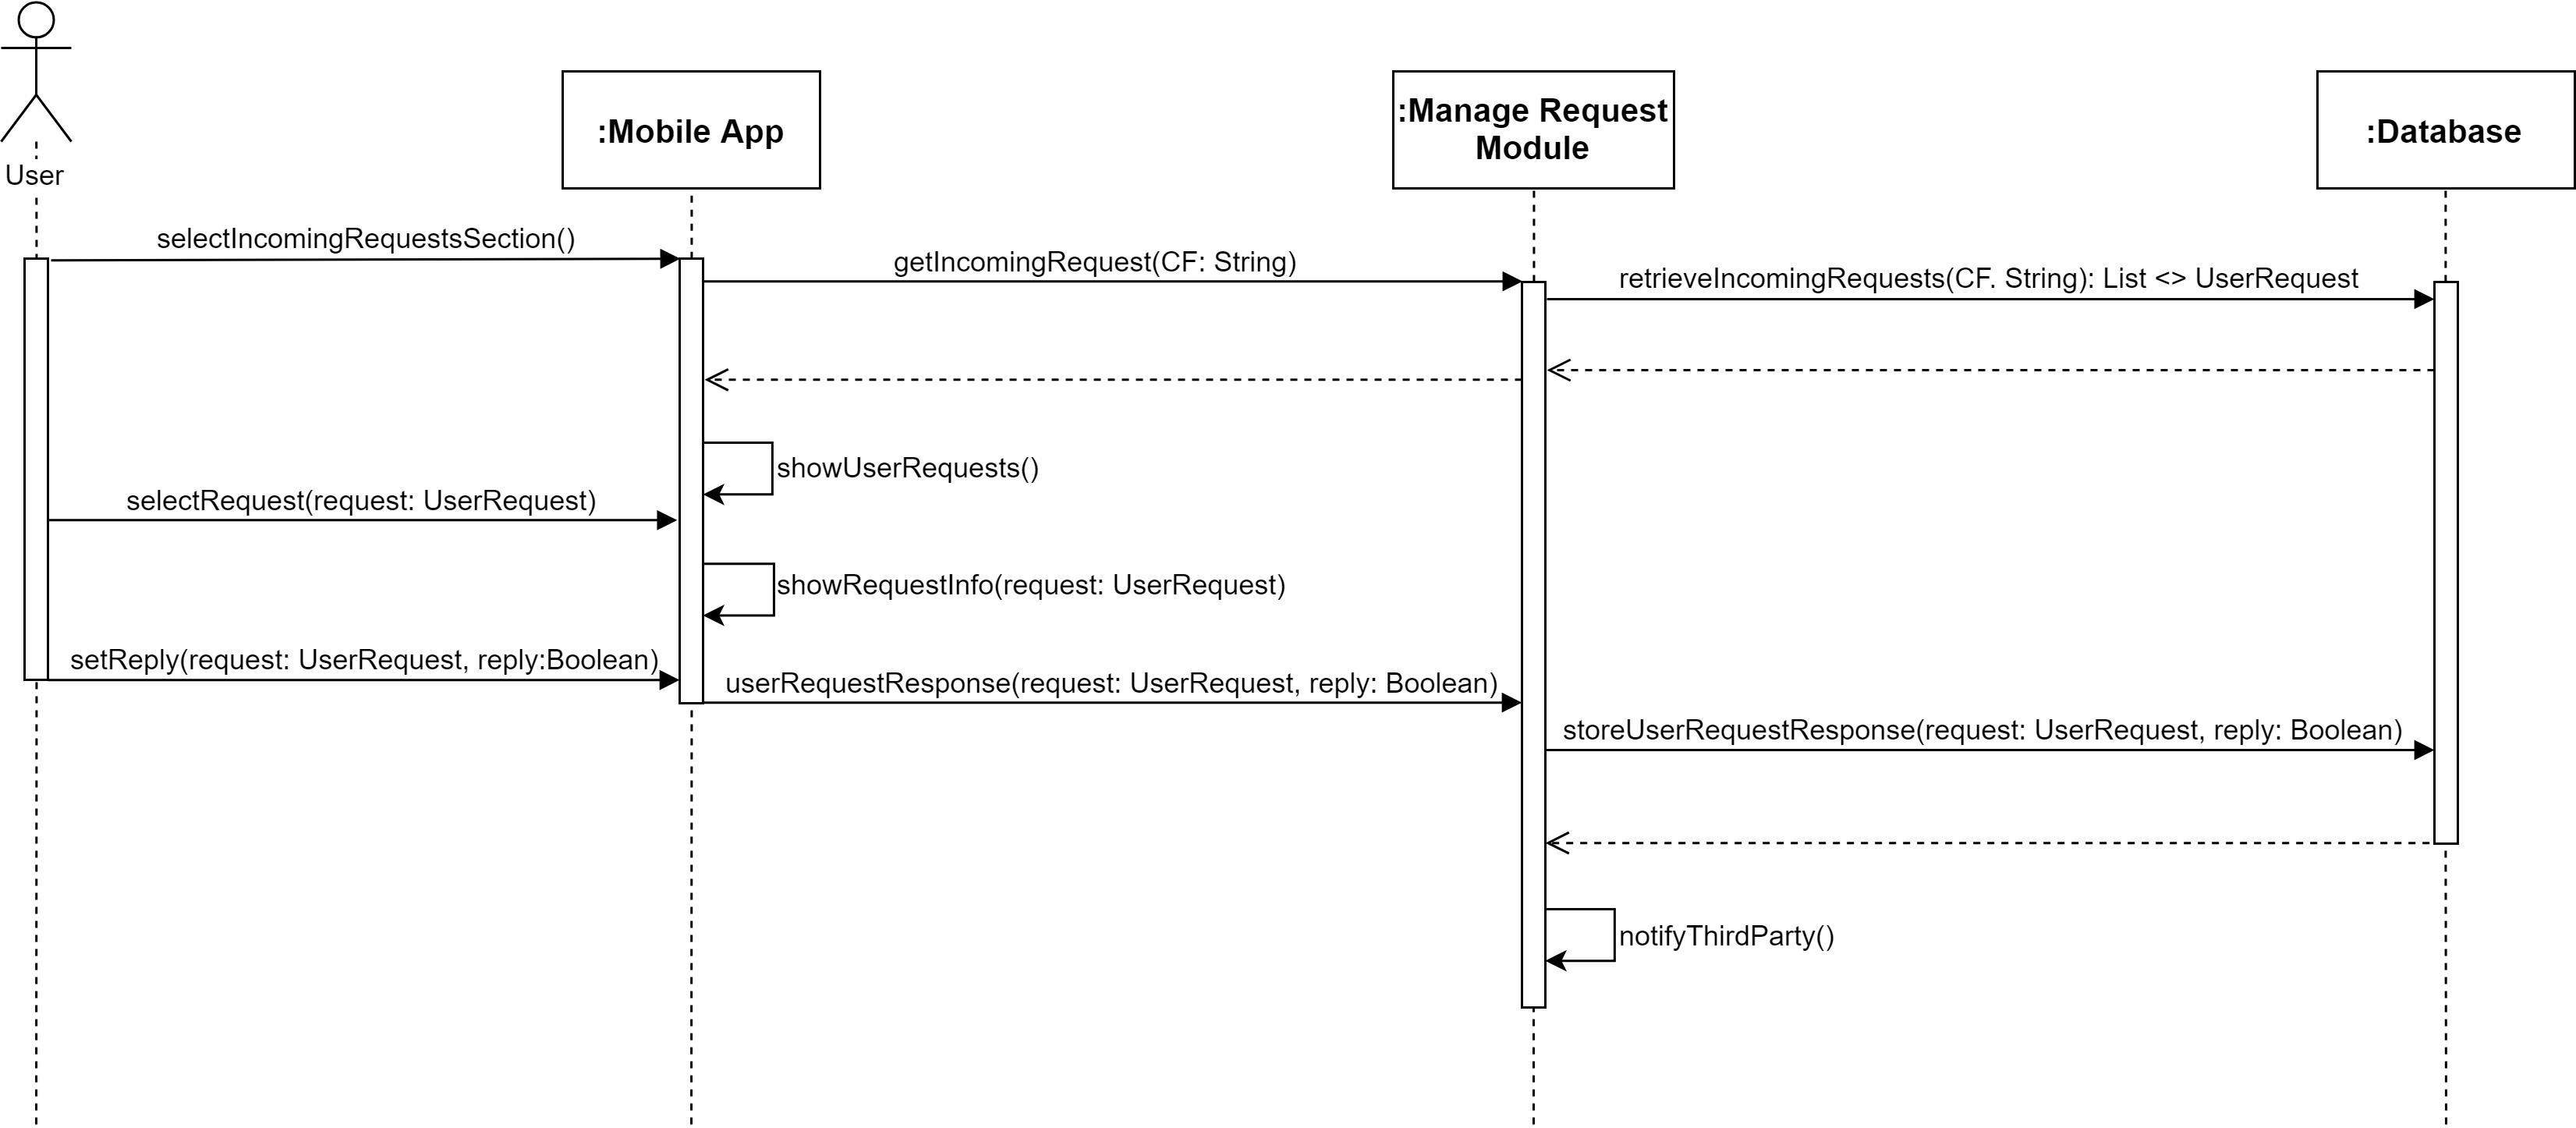 User
:Mobile App
:Manage Request
Module
:Database
selectIncomingRequestsSection()
getIncomingRequest(CF: String)
retrieveIncomingRequests(CF. String): List <> UserRequest
showUserRequests()
selectRequest(request: UserRequest)
showRequestInfo(request: UserRequest)
setReply(request: UserRequest, reply:Boolean)
userRequestResponse(request: UserRequest, reply: Boolean)
storeUserRequestResponse(request: UserRequest, reply: Boolean)
notifyThirdParty()